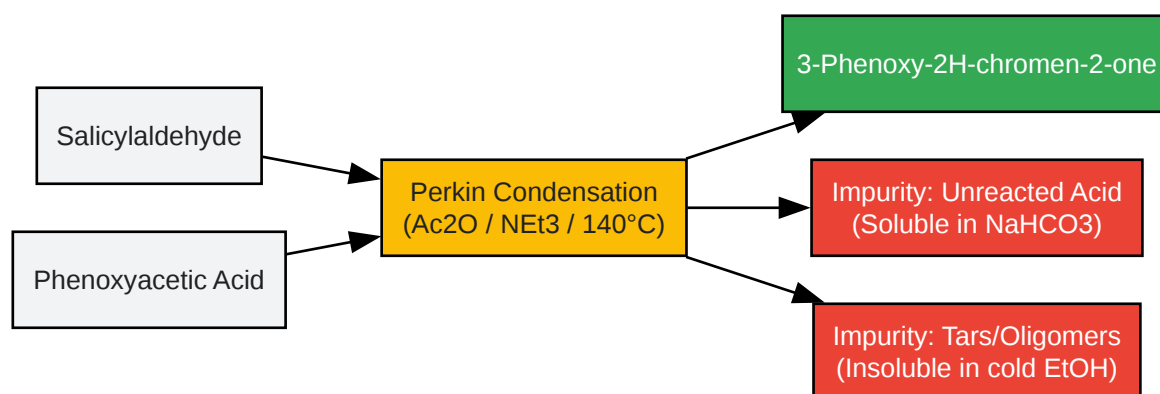 Salicylaldehyde
Phenoxyacetic Acid
Perkin Condensation
(Ac2O / NEt3 / 140°C)
3-Phenoxy-2H-chromen-2-one
Impurity: Unreacted Acid
(Soluble in NaHCO3)
Impurity: Tars/Oligomers
(Insoluble in cold EtOH)